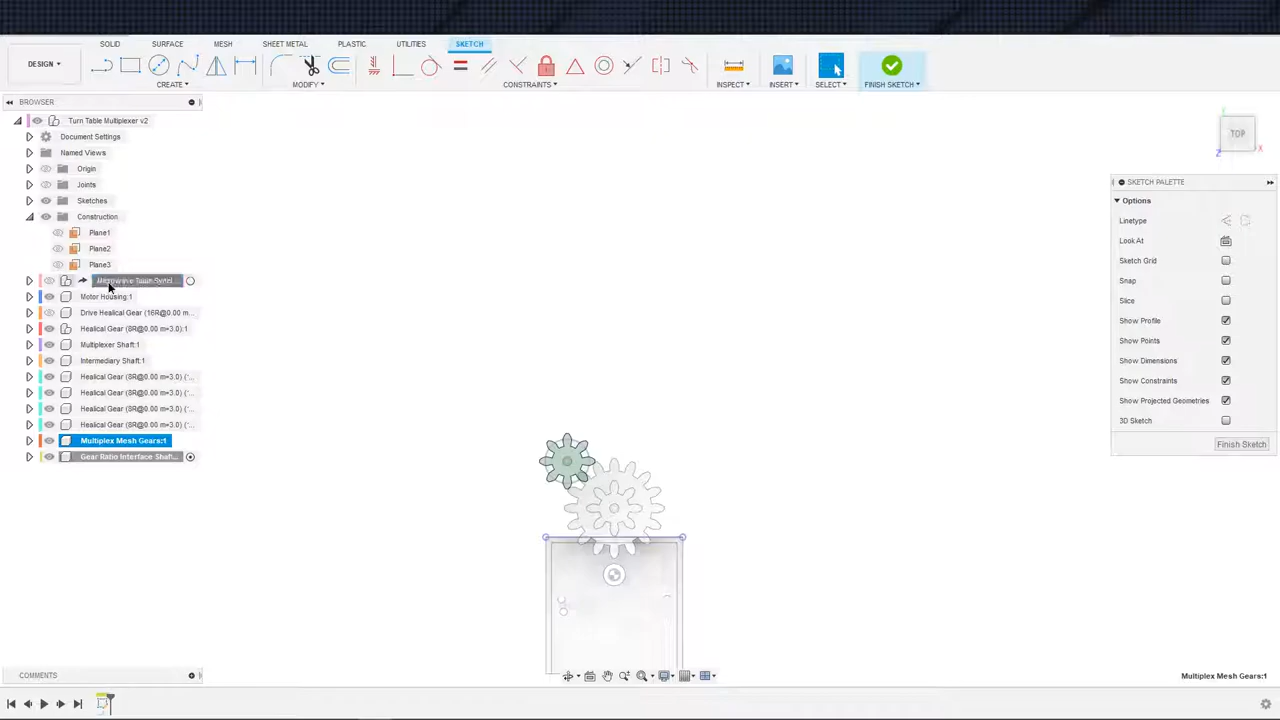 SOLID SURFACE MESH SHEET METAL PLASTIC UTILITIES SKETCH
DESIGN
CREATE MODIFY CONSTRAINTS INSPECT INSERT SELECT FINISH SKETCH
BROWSER
Turn Table Multiplexer v2
Document Settings
Named Views
Origin
Joints
Sketches
Construction
Plane1
Plane2
Plane3
Motor Housing:1
Drive Healical Gear (16R@0.00 m...
Healical Gear (8R@0.00 m=3.0):1
Multiplexer Shaft:1
Intermediary Shaft:1
Healical Gear (8R@0.00 m=3.0) (...
Healical Gear (8R@0.00 m=3.0) (...
Healical Gear (8R@0.00 m=3.0) (...
Healical Gear (8R@0.00 m=3.0) (...
Multiplex Mesh Gears:1
Gear Ratio Interface Shaf...
TOP
X
Z
SKETCH PALETTE
Options
Linetype
Look At
Sketch Grid
Snap
Slice
Show Profile
Show Points
Show Dimensions
Show Constraints
Show Projected Geometries
3D Sketch
Finish Sketch
COMMENTS
Multiplex Mesh Gears:1